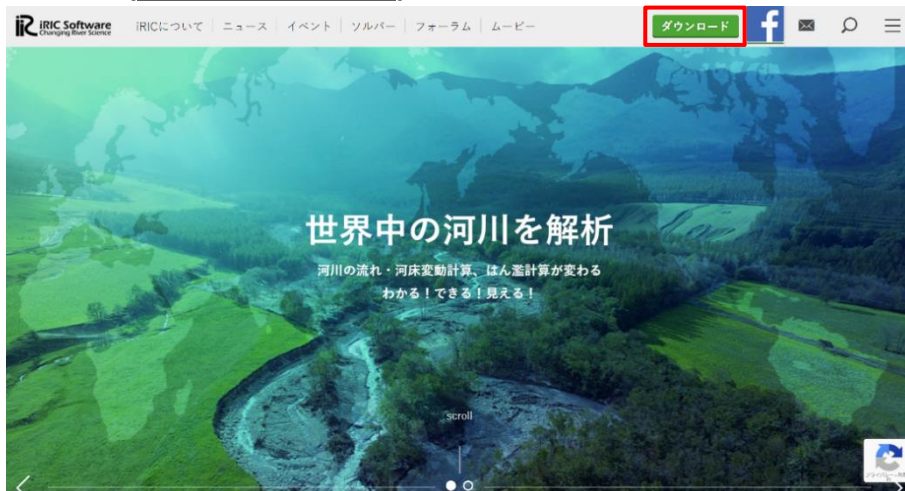 iRIC Software
Changing River Science
iRICについて
ニュース
イベント
ソルバー
フォーラム
ムービー
ダウンロード
世界中の河川を解析
河川の流れ・河床変動計算、はん濫計算が変わる
わかる！できる！見える！
scroll